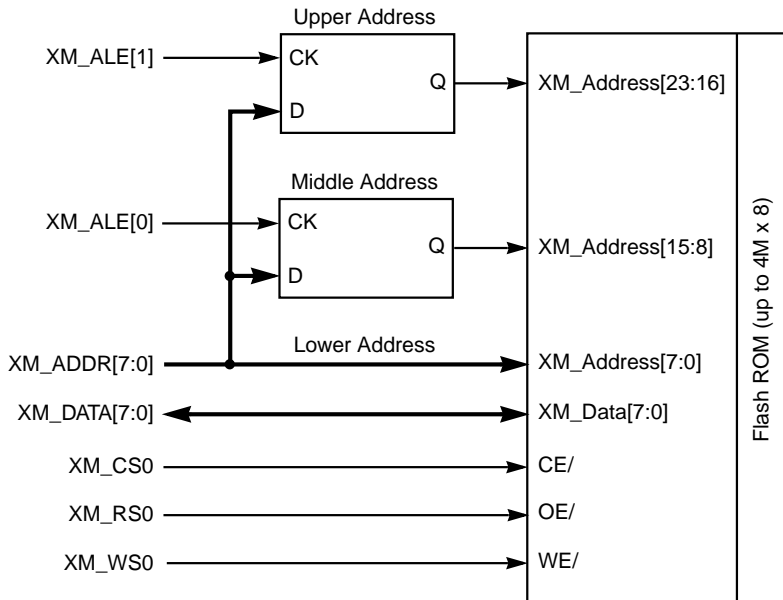 Upper Address
XM_ALE[1]
CK
Q
D
XM_Address[23:16]
Middle Address
XM_ALE[0]
CK
Q
D
XM_Address[15:8]
XM_ADDR[7:0]
Lower Address
XM_Address[7:0]
XM_DATA[7:0]
XM_Data[7:0]
XM_CS0
CE/
XM_RS0
OE/
XM_WS0
WE/
Flash ROM (up to 4M x 8)